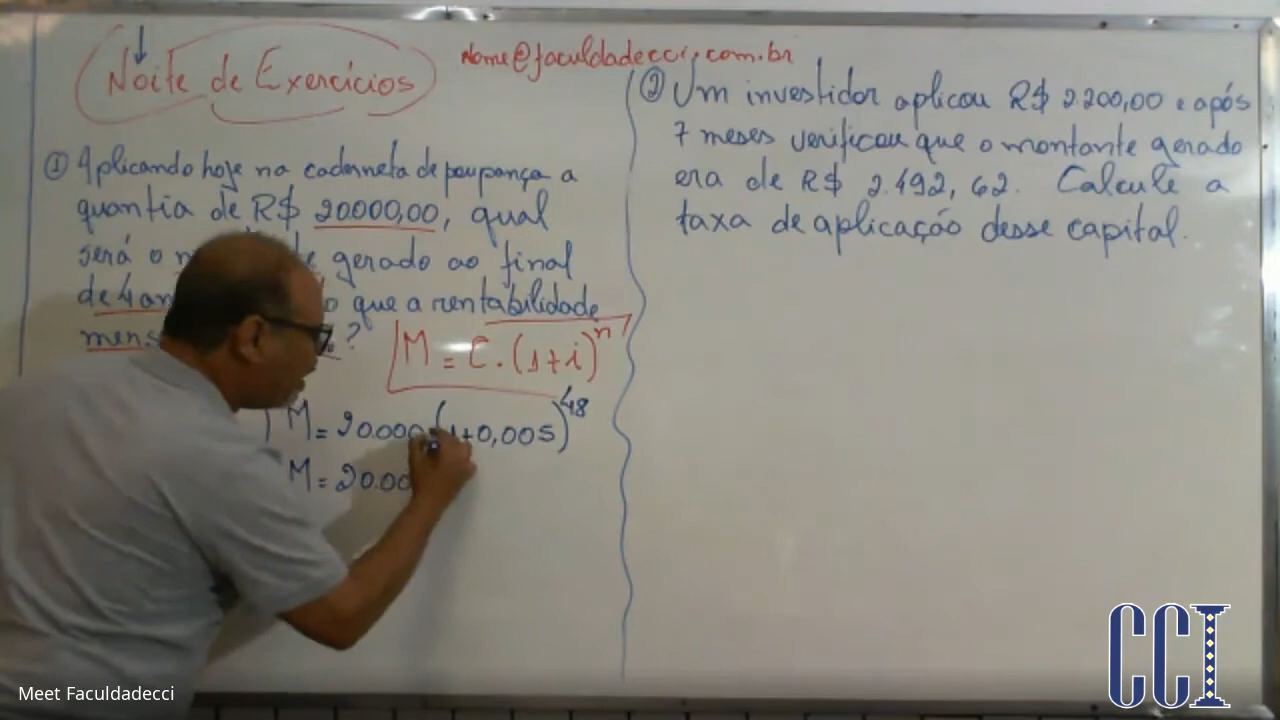 Noite de Exercícios
Nome@faculdadecci.com.br
① Aplicando hoje na caderneta de poupança a
quantia de R$ 20.000,00, qual
será o gerado ao final
de 4 que a rentabilidade
?
M = C . (1+i)^n
M = 20.000 (1+0,005)^48
M = 20.00
② Um investidor aplicou R$ 2.200,00 e após
7 meses verificou que o montante gerado
era de R$ 2.492,62. Calcule a
taxa de aplicação desse capital.
CCI
Meet Faculdadecci